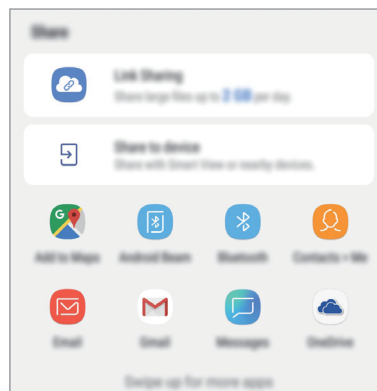 Share
Link Sharing
Share large files up to 2 GB per day.
Share to device
Share with Smart View or nearby devices.
Add to Maps
Android Beam
Bluetooth
Contacts + Me
Email
Gmail
Messages
OneDrive
Swipe up for more apps